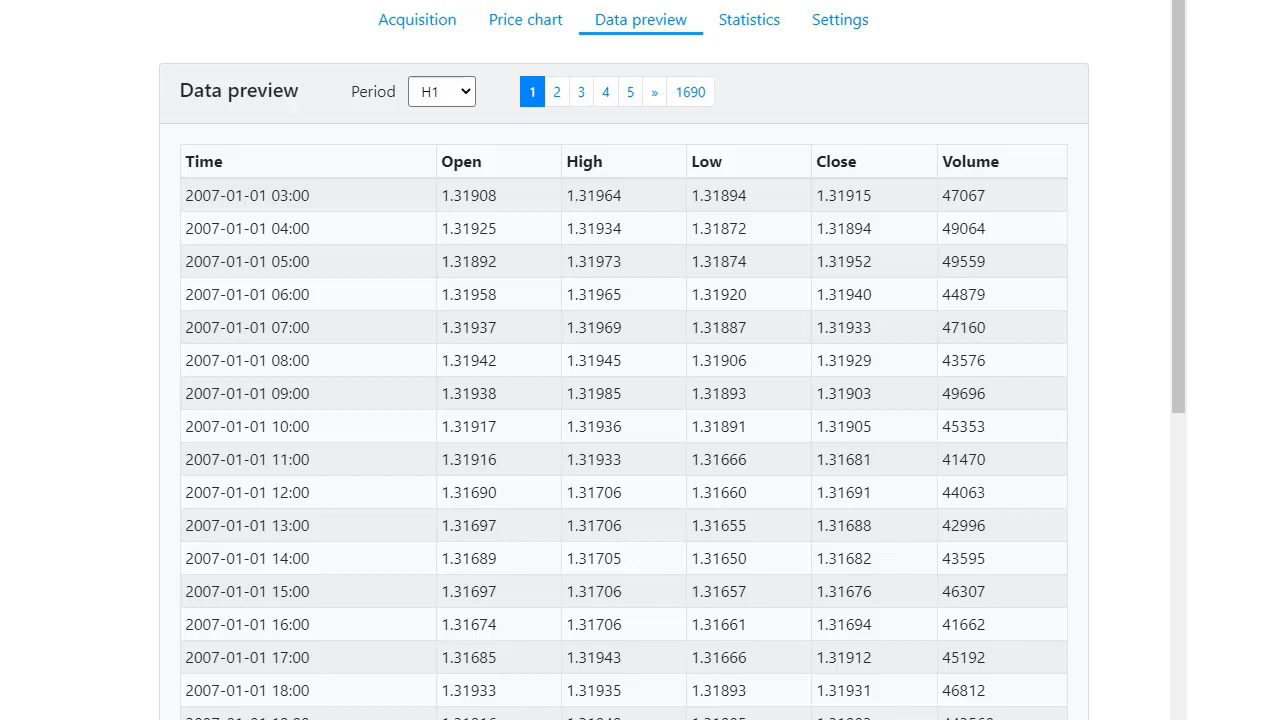 Acquisition Price chart Data preview Statistics Settings
Data preview Period H1 1 2 3 4 5 » 1690
Time Open High Low Close Volume
2007-01-01 03:00 1.31908 1.31964 1.31894 1.31915 47067
2007-01-01 04:00 1.31925 1.31934 1.31872 1.31894 49064
2007-01-01 05:00 1.31892 1.31973 1.31874 1.31952 49559
2007-01-01 06:00 1.31958 1.31965 1.31920 1.31940 44879
2007-01-01 07:00 1.31937 1.31969 1.31887 1.31933 47160
2007-01-01 08:00 1.31942 1.31945 1.31906 1.31929 43576
2007-01-01 09:00 1.31938 1.31985 1.31893 1.31903 49696
2007-01-01 10:00 1.31917 1.31936 1.31891 1.31905 45353
2007-01-01 11:00 1.31916 1.31933 1.31666 1.31681 41470
2007-01-01 12:00 1.31690 1.31706 1.31660 1.31691 44063
2007-01-01 13:00 1.31697 1.31706 1.31655 1.31688 42996
2007-01-01 14:00 1.31689 1.31705 1.31650 1.31682 43595
2007-01-01 15:00 1.31697 1.31706 1.31657 1.31676 46307
2007-01-01 16:00 1.31674 1.31706 1.31661 1.31694 41662
2007-01-01 17:00 1.31685 1.31943 1.31666 1.31912 45192
2007-01-01 18:00 1.31933 1.31935 1.31893 1.31931 46812